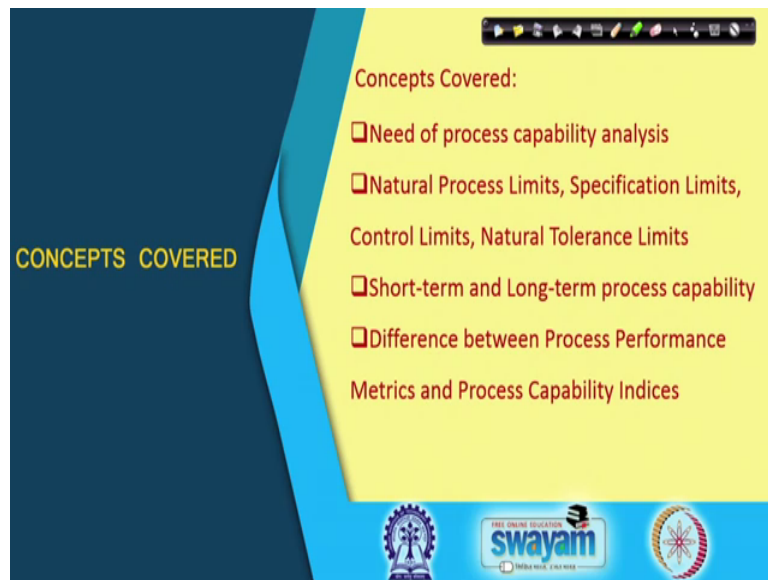 Concepts Covered:
❑Need of process capability analysis
❑Natural Process Limits, Specification Limits,
Control Limits, Natural Tolerance Limits
CONCEPTS COVERED
❑Short-term and Long-term process capability
❑Difference between Process Performance
Metrics and Process Capability Indices
FREE ONLINE EDUCATION
swayam